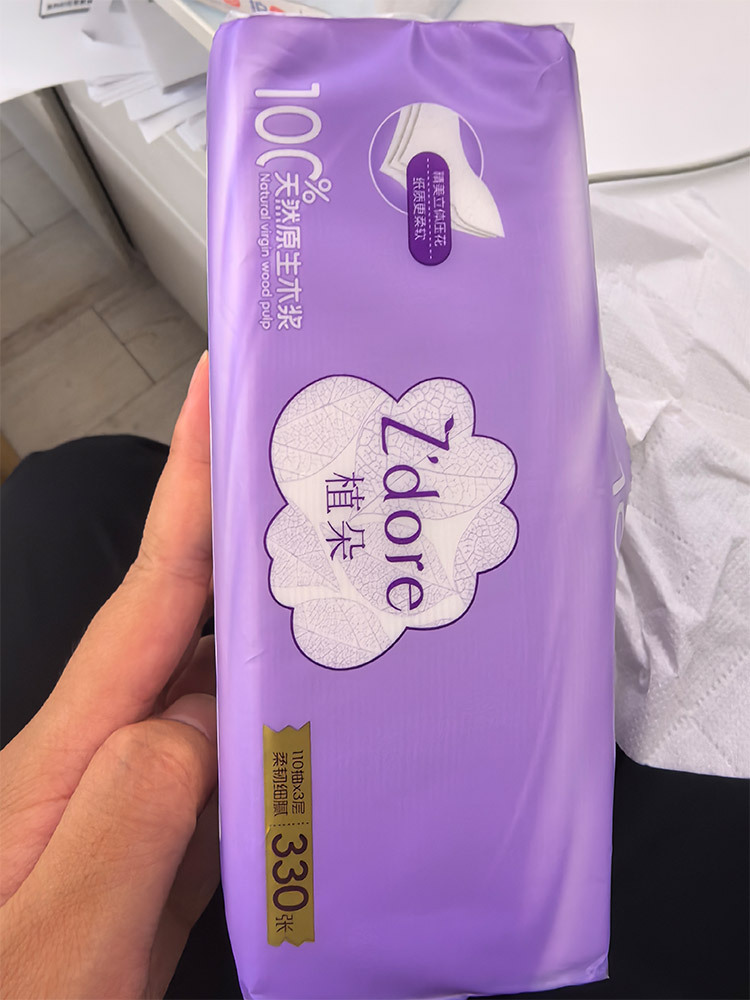 100%
天然原生木浆
Natural virgin wood pulp
精美立体压花
纸质更柔软
Z'dore
植朵
110抽x3层
柔韧细腻
330张